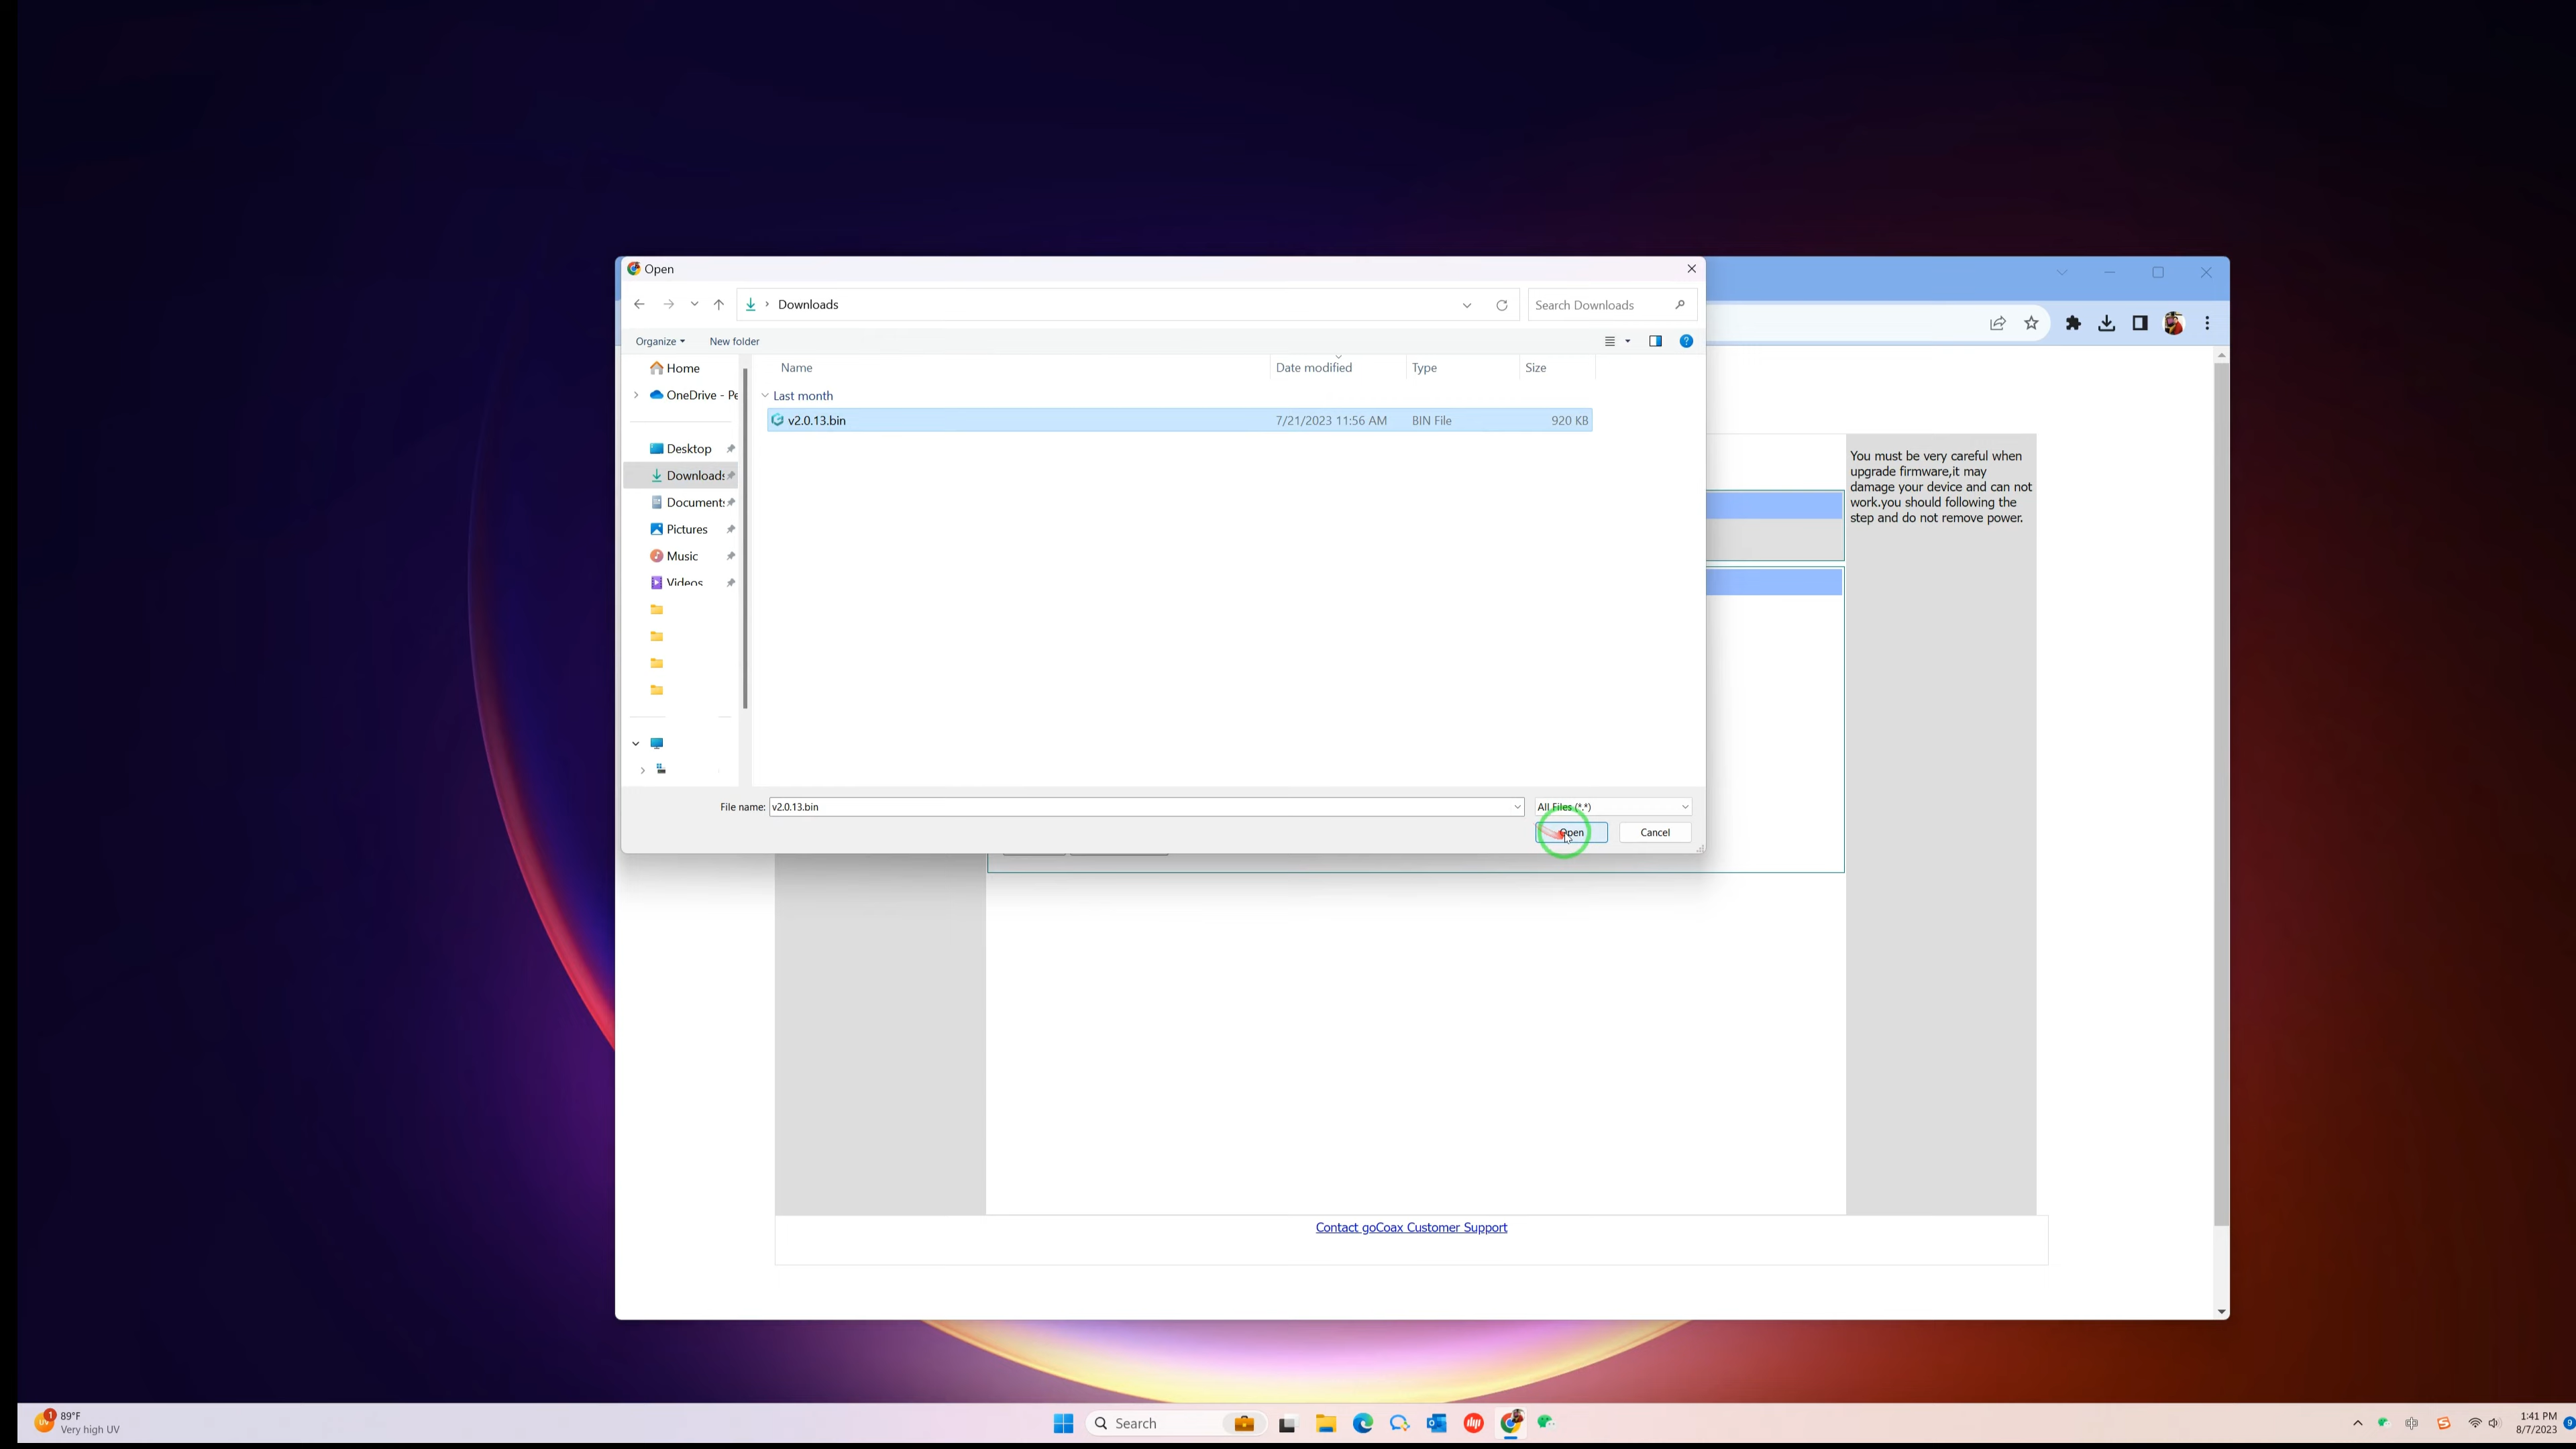 Open
Downloads
Search Downloads
Organize
New folder
Name
Date modified
Type
Size
Home
OneDrive - Pe
Desktop
Downloads
Document
Pictures
Music
Videos
Last month
v2.0.13.bin
7/21/2023 11:56 AM
BIN File
920 KB
You must be very careful when
upgrade firmware,it may
damage your device and can not
work.you should following the
step and do not remove power.
File name:
v2.0.13.bin
All Files (*.*)
Open
Cancel
Contact goCoax Customer Support
1
89°F
Very high UV
Search
1:41 PM
8/7/2023
9